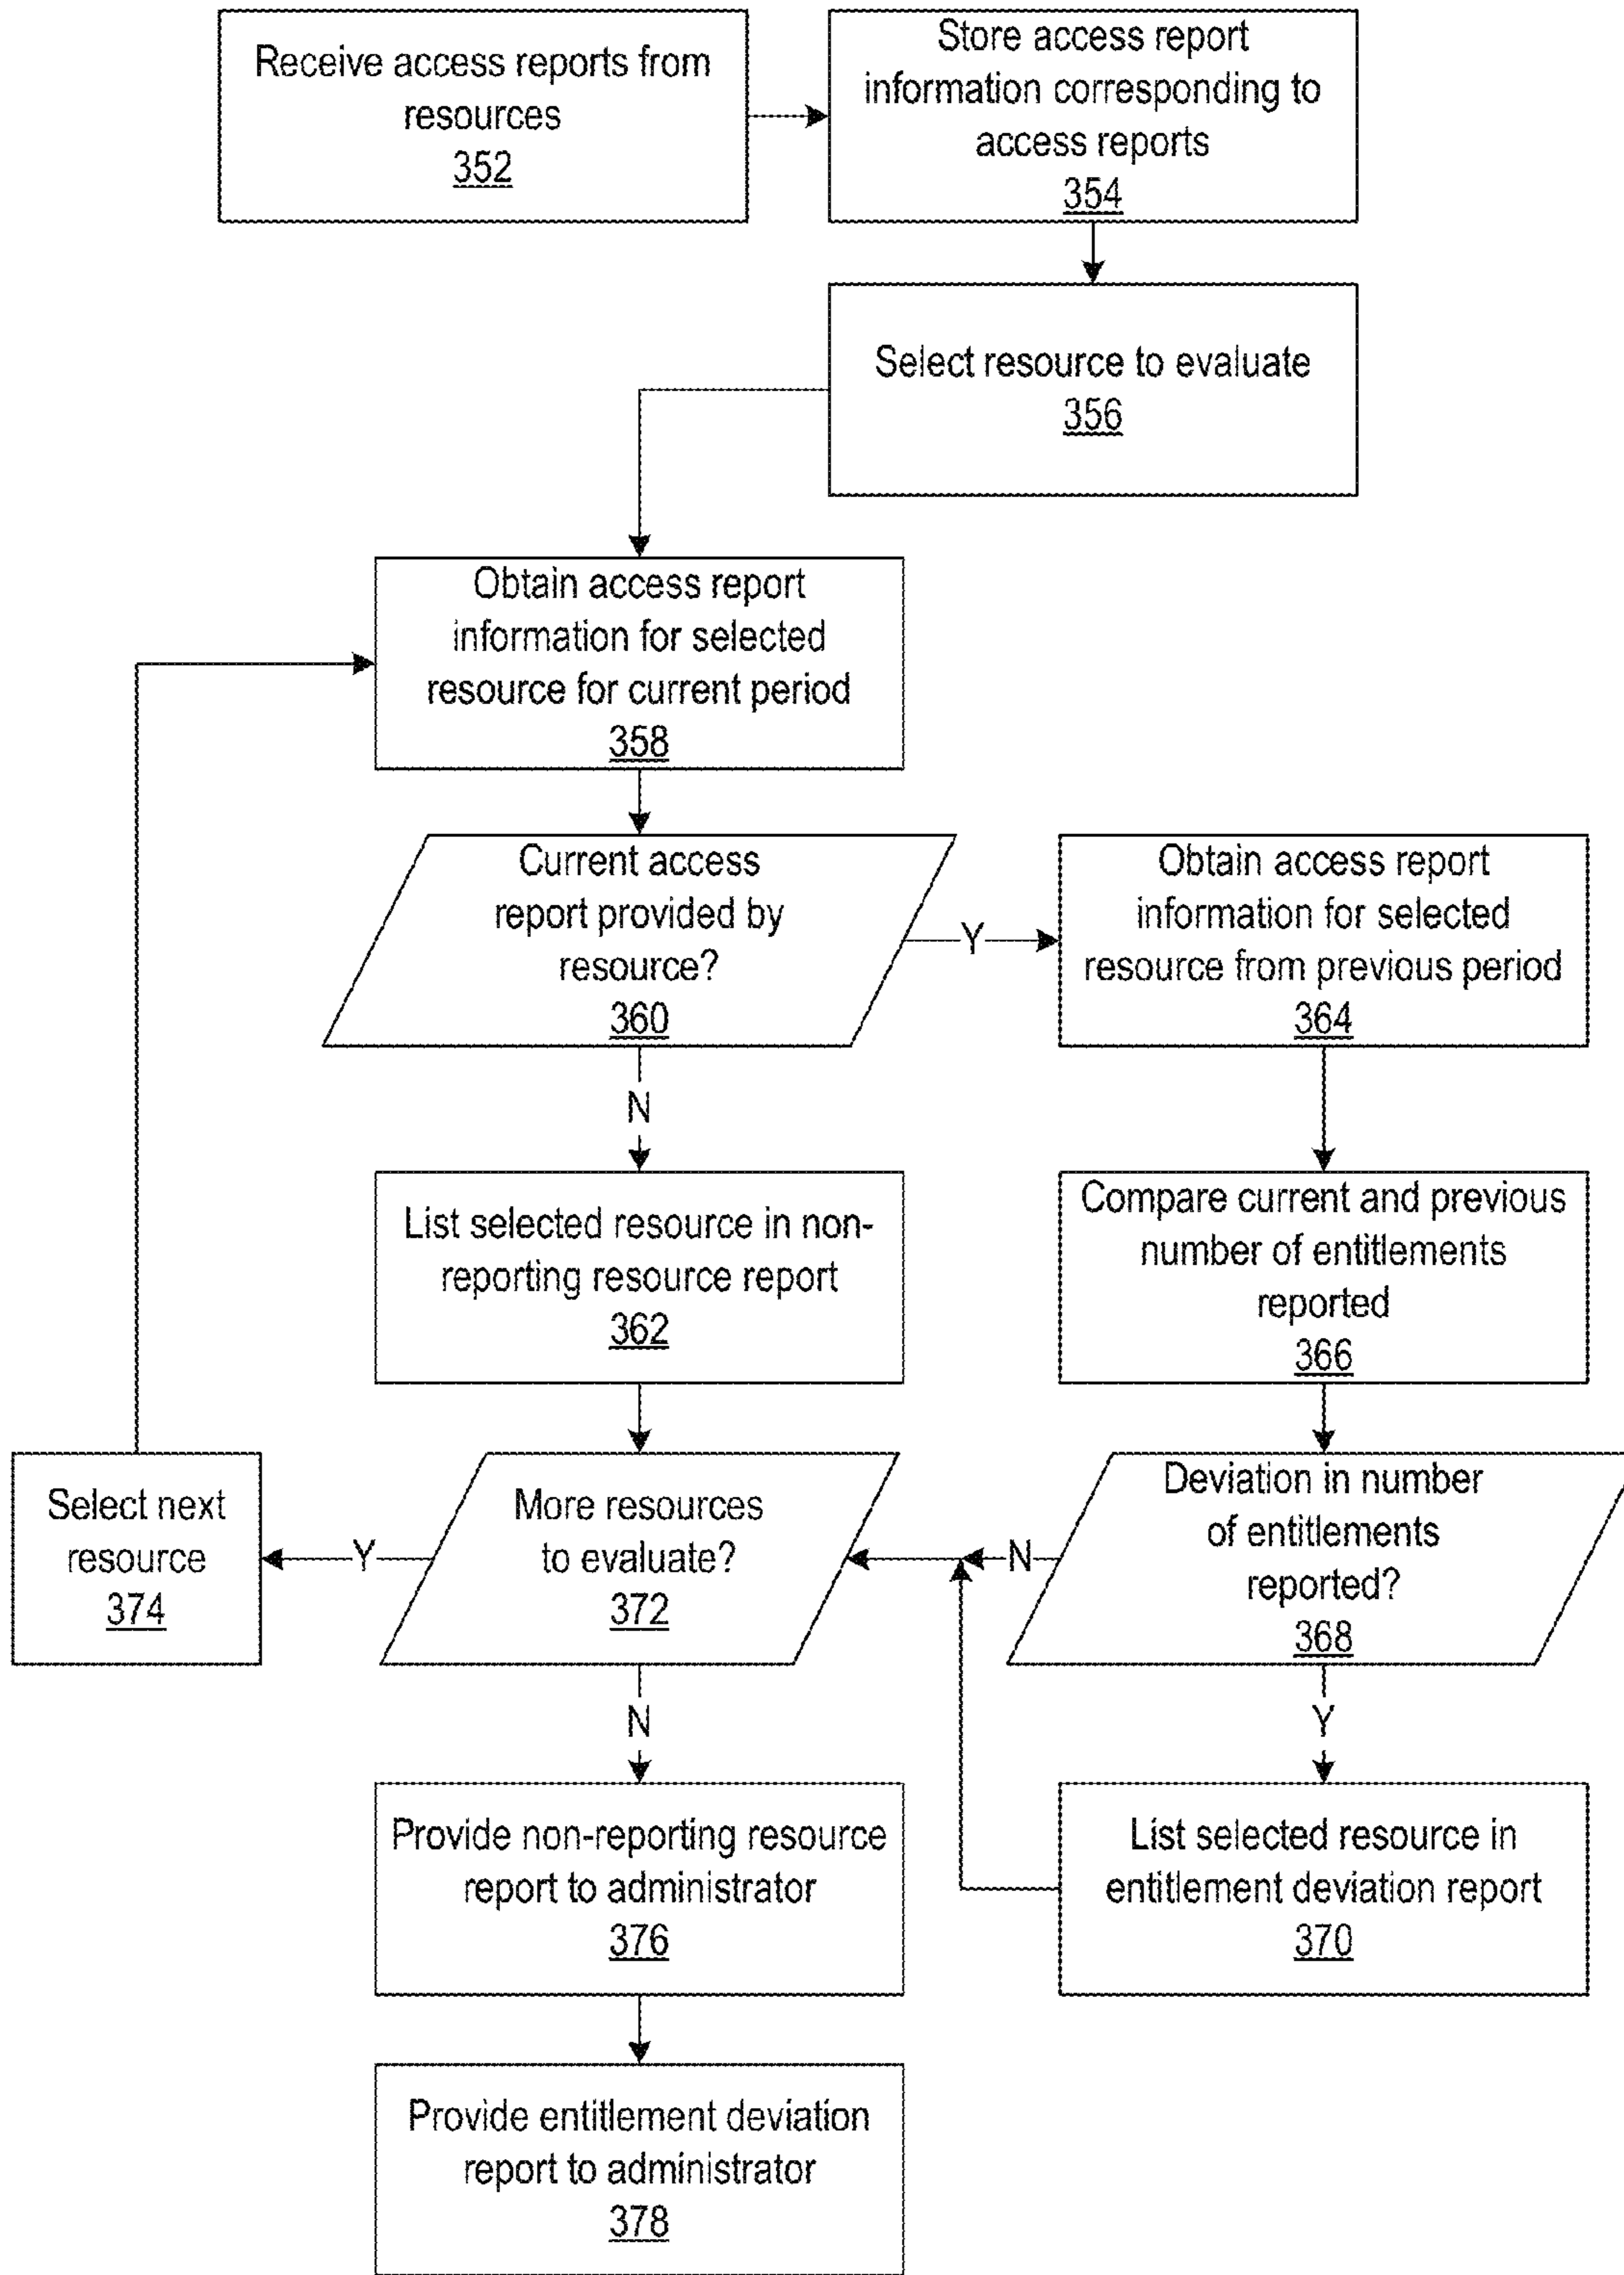 Receive access reports from
resources
352
Store access report
information corresponding to
access reports
354
Select resource to evaluate
356
Obtain access report
information for selected
resource for current period
358
Current access
report provided by
resource?
360
Y
Obtain access report
information for selected
resource from previous period
364
N
List selected resource in non-
reporting resource report
362
Compare current and previous
number of entitlements
reported
366
Select next
resource
374
Y
More resources
to evaluate?
372
N
Deviation in number
of entitlements
reported?
368
N
Y
Provide non-reporting resource
report to administrator
376
List selected resource in
entitlement deviation report
370
Provide entitlement deviation
report to administrator
378